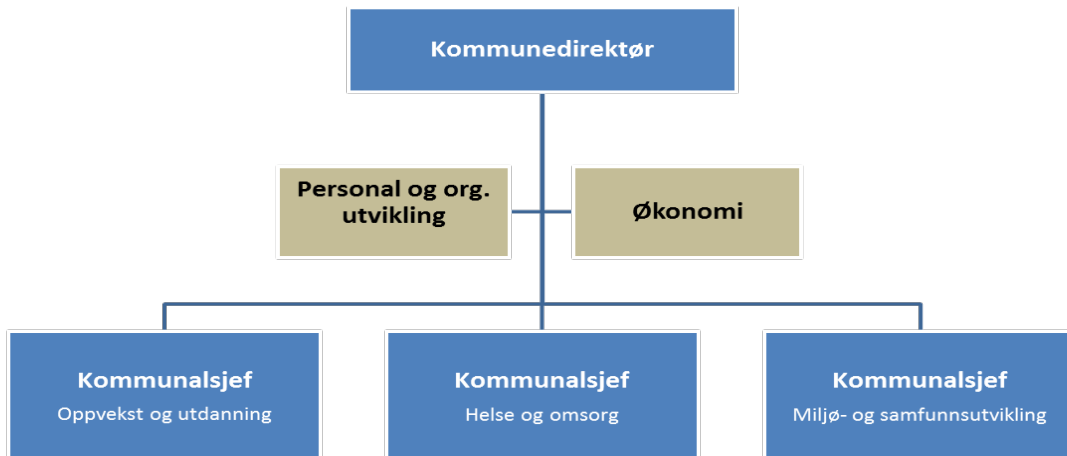 Kommunedirektør
Personal og org.
utvikling
Økonomi
Kommunalsjef
Oppvekst og utdanning
Kommunalsjef
Helse og omsorg
Kommunalsjef
Miljø- og samfunnsutvikling